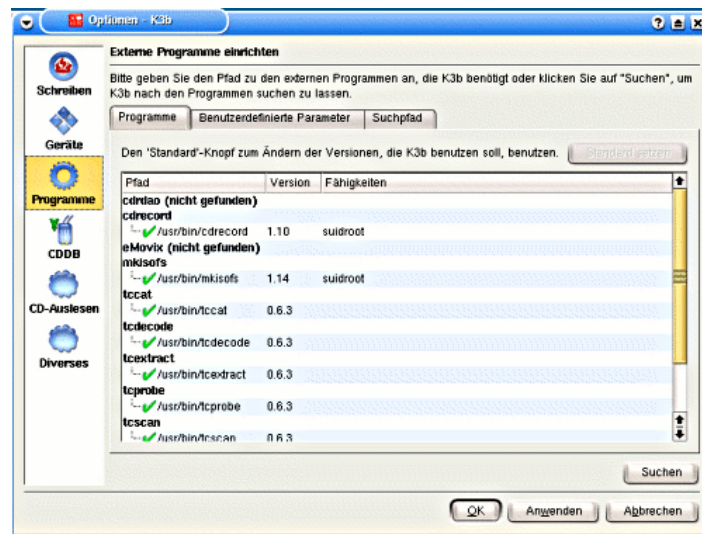 Optionen - K3b
Externe Programme einrichten
Bitte geben Sie den Pfad zu den externen Programmen an, die K3b benötigt oder klicken Sie auf "Suchen", um
K3b nach den Programmen suchen zu lassen.
Schreiben
Geräte
Programme
CDDB
CD-Auslesen
Diverses
Programme Benutzerdefinierte Parameter Suchpfad
Den 'Standard'-Knopf zum Ändern der Versionen, die K3b benutzen soll, benutzen. Standard setzen
Pfad Version Fähigkeiten
cdrdao (nicht gefunden)
cdrecord
/usr/bin/cdrecord 1.10 suidroot
eMovix (nicht gefunden)
mkisofs
/usr/bin/mkisofs 1.14 suidroot
tccat
/usr/bin/tccat 0.6.3
tcdecode
/usr/bin/tcdecode 0.6.3
tcextract
/usr/bin/tcextract 0.6.3
tcprobe
/usr/bin/tcprobe 0.6.3
tcscan
/usr/bin/tcscan 0.6.3
Suchen
OK Anwenden Abbrechen